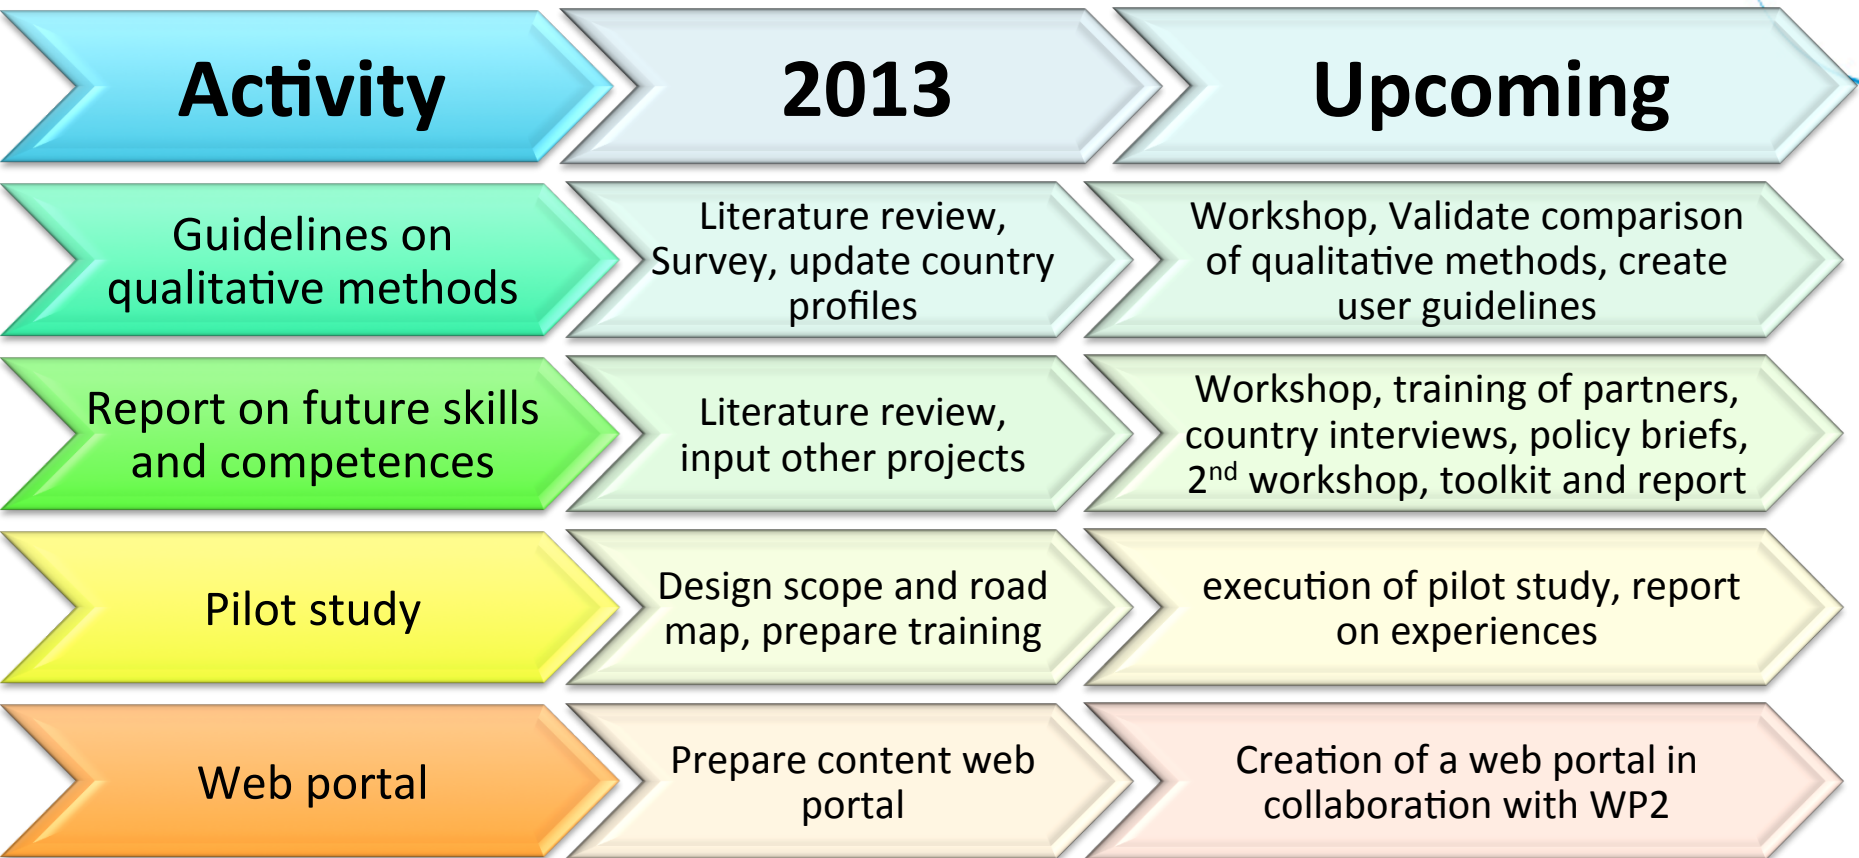 Activity
2013
Upcoming
Guidelines on
qualitative methods
Literature review,
Survey, update country
profiles
Workshop, Validate comparison
of qualitative methods, create
user guidelines
Report on future skills
and competences
Literature review,
input other projects
Workshop, training of partners,
country interviews, policy briefs,
2nd workshop, toolkit and report
Pilot study
Design scope and road
map, prepare training
execution of pilot study, report
on experiences
Web portal
Prepare content web
portal
Creation of a web portal in
collaboration with WP2